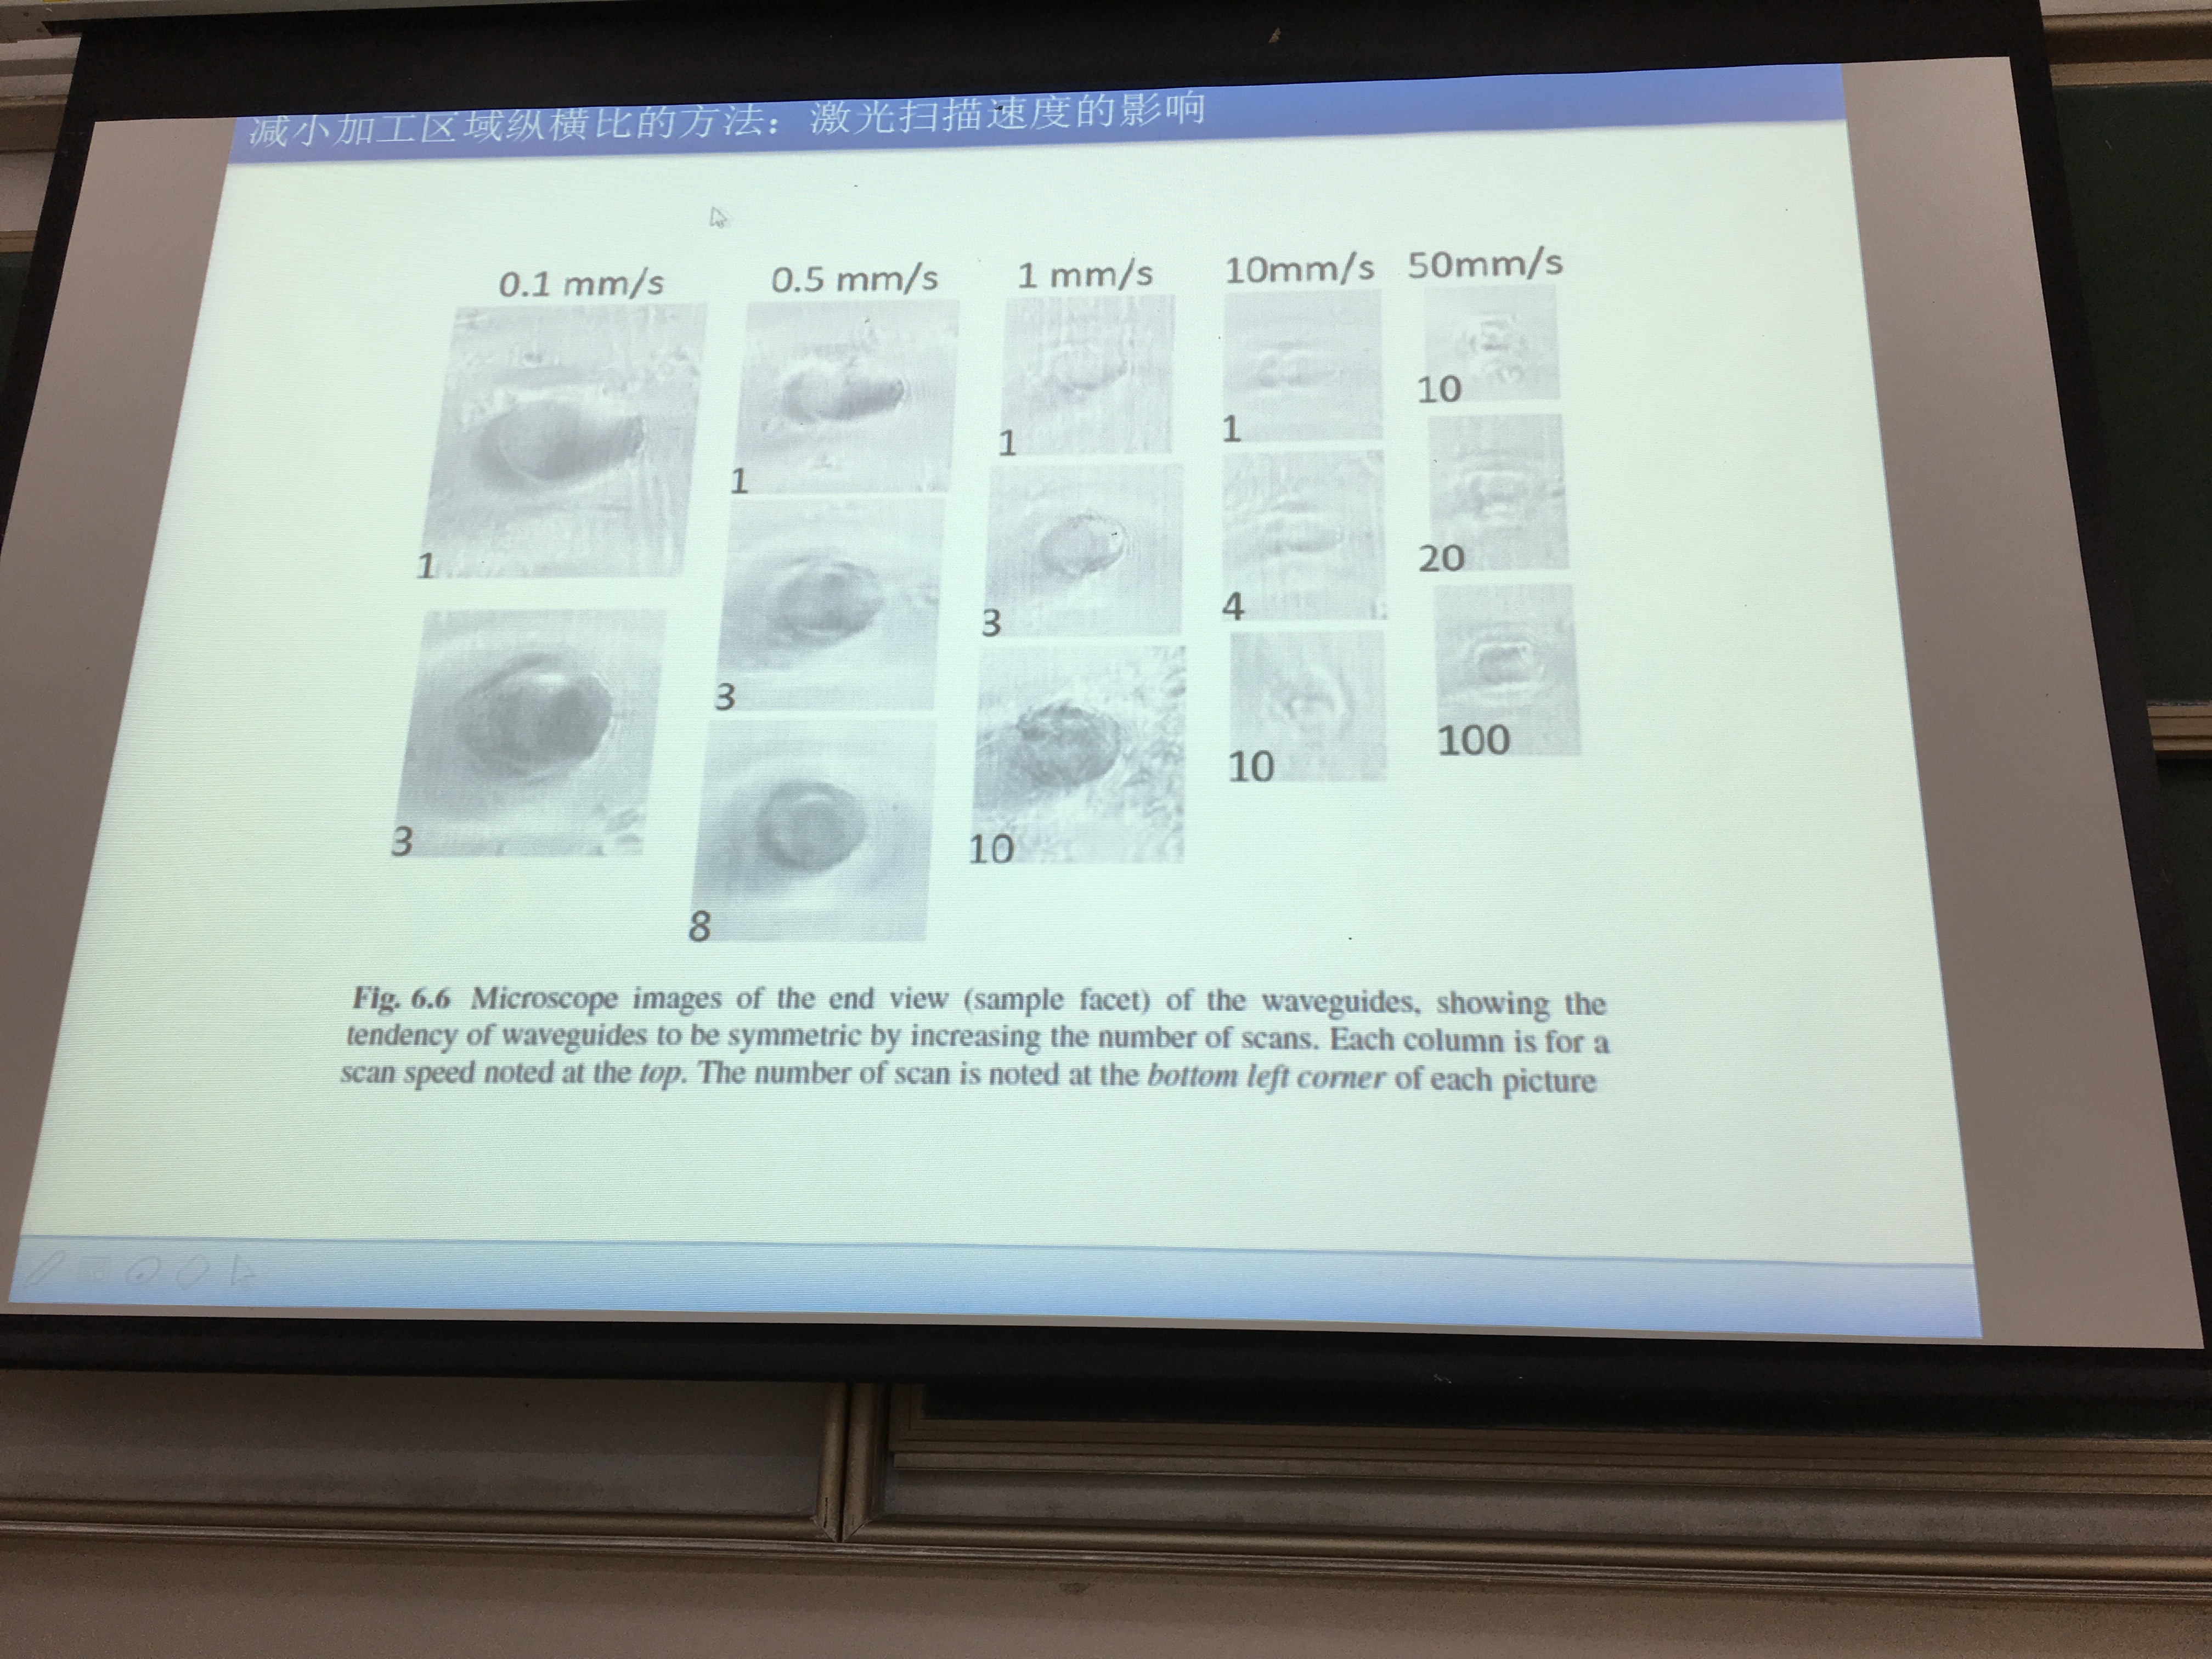 减小加工区域纵横比的方法：激光扫描速度的影响
0.1 mm/s 0.5 mm/s 1 mm/s 10mm/s 50mm/s
1
3
1
3
8
1
3
10
1
4
10
10
20
100
Fig. 6.6 Microscope images of the end view (sample facet) of the waveguides, showing the
tendency of waveguides to be symmetric by increasing the number of scans. Each column is for a
scan speed noted at the top. The number of scan is noted at the bottom left corner of each picture